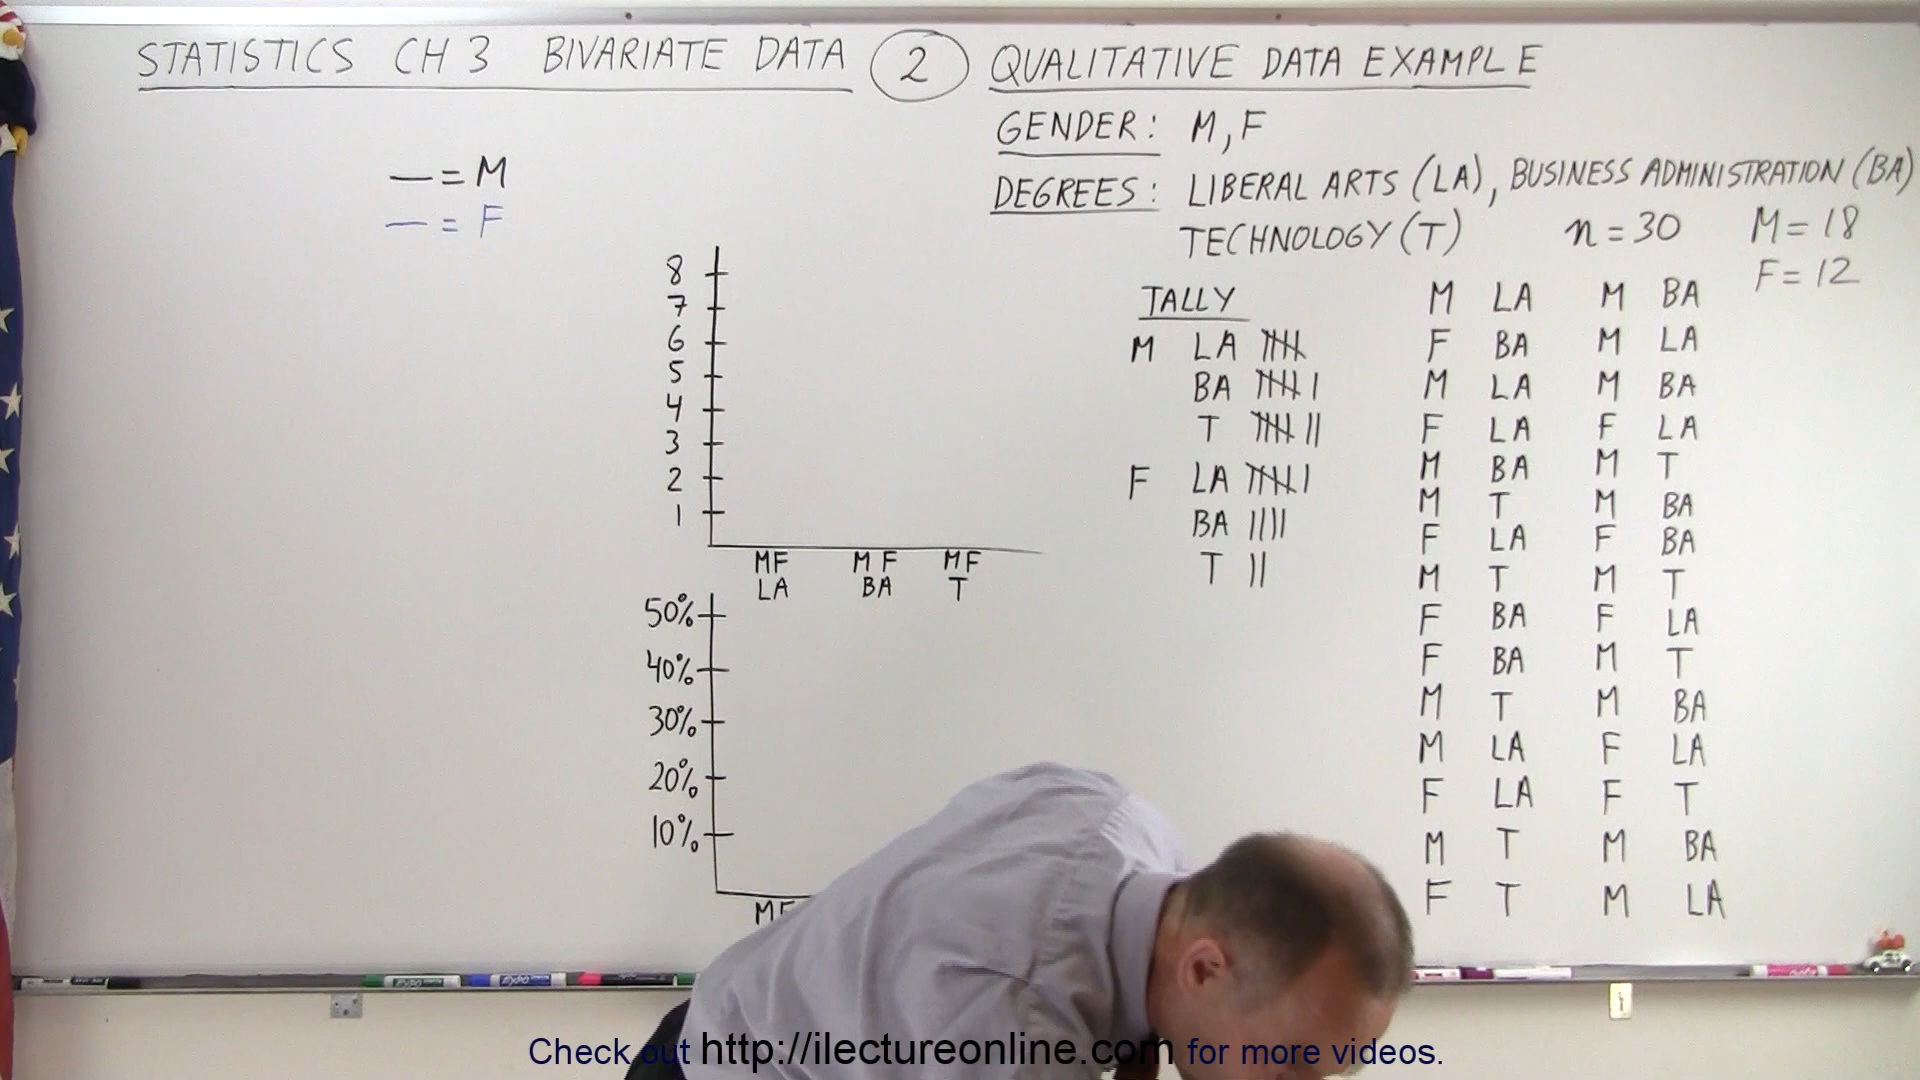 STATISTICS CH 3 BIVARIATE DATA 2 QUALITATIVE DATA EXAMPLE
GENDER: M, F
DEGREES: LIBERAL ARTS (LA), BUSINESS ADMINISTRATION (BA)
TECHNOLOGY (T) n = 30 M = 18
F = 12
— = M
— = F
8
7
6
5
4
3
2
1
MF M F M F
LA BA T
50%
40%
30%
20%
10%
MF
TALLY
M LA
BA
T
F LA
BA
T
M LA M BA
F BA M LA
M LA M BA
F LA F LA
M BA M T
M T M BA
F LA F BA
M T M T
F BA F LA
F BA M T
M T M BA
M LA F LA
F LA F T
M T M BA
F T M LA
Check out http://ilectureonline.com for more videos.